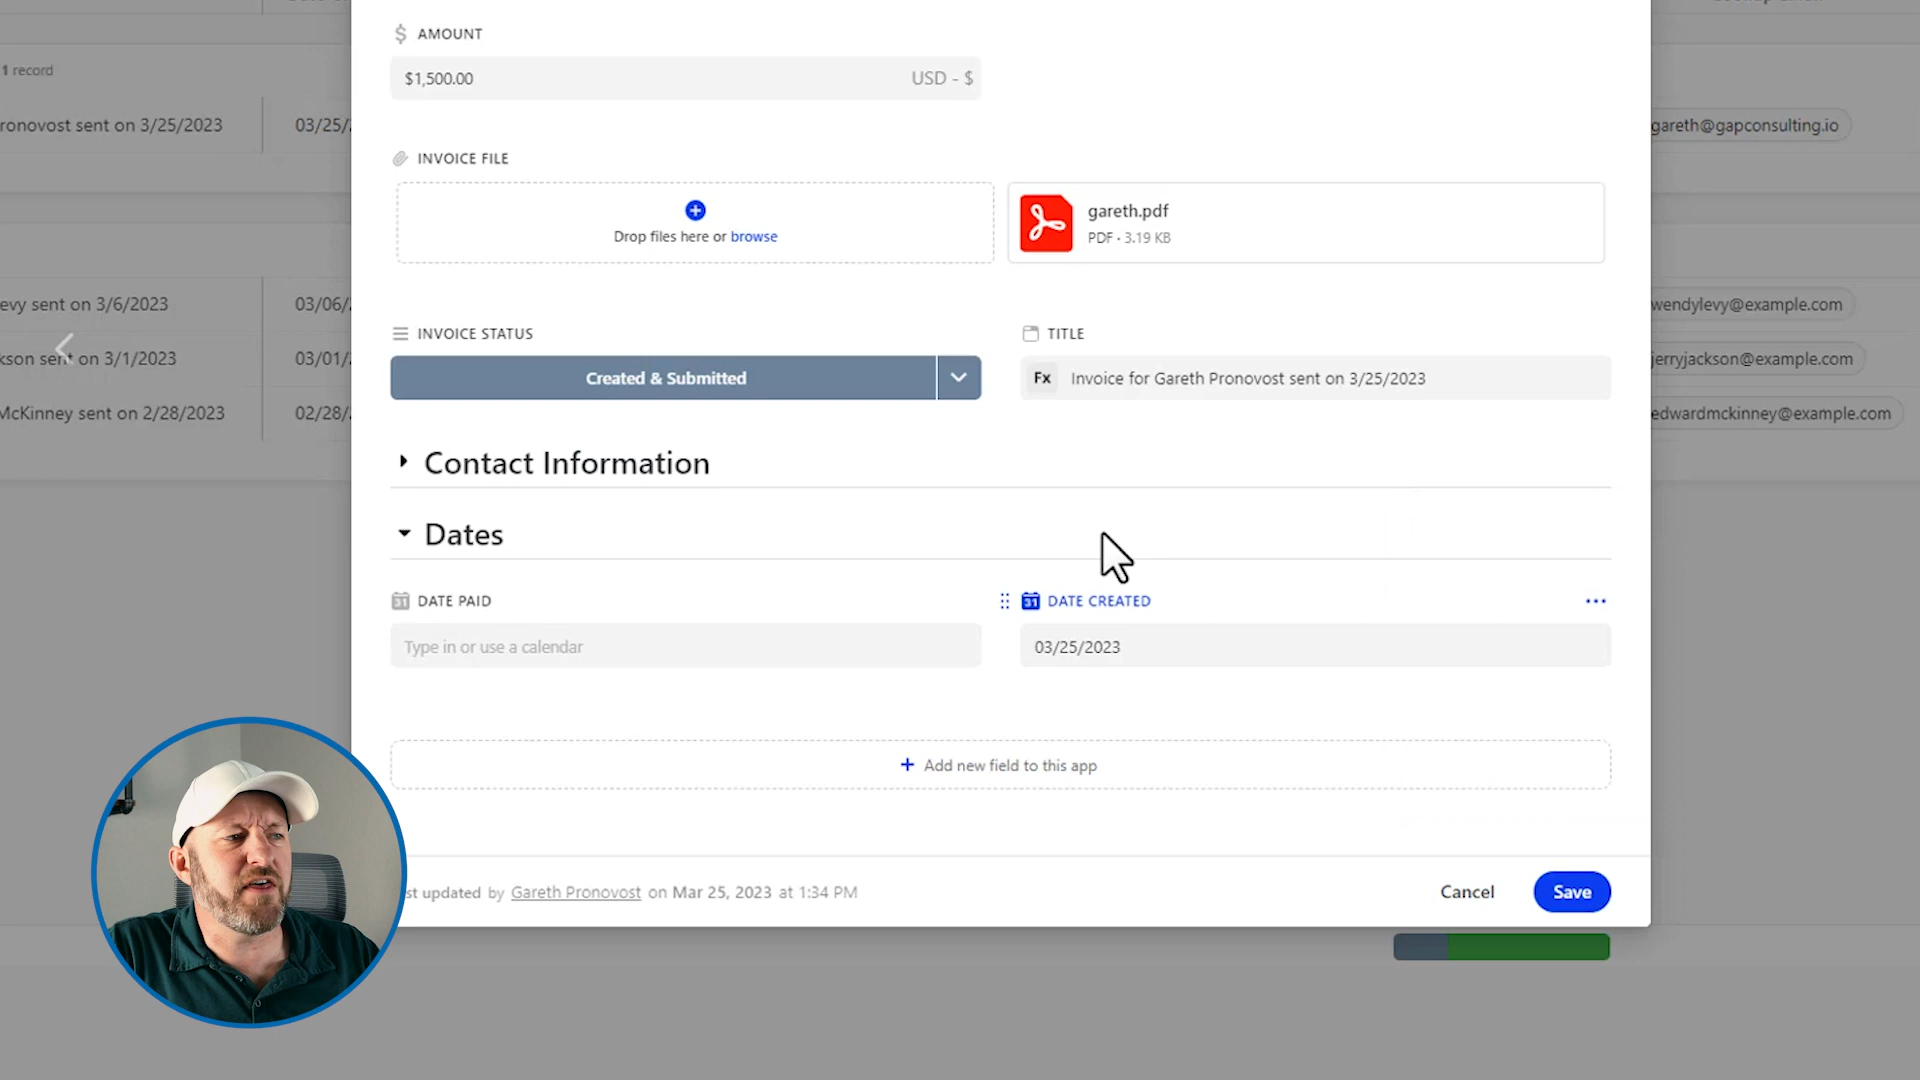 AMOUNT
$1,500.00 USD - $
1 record
ronovost sent on 3/25/2023 03/25/
gareth@gapconsulting.io
INVOICE FILE
Drop files here or browse
gareth.pdf
PDF • 3.19 KB
evy sent on 3/6/2023 03/06/
wendylevy@example.com
INVOICE STATUS
TITLE
kson sent on 3/1/2023 03/01/
jerryjackson@example.com
Created & Submitted
Fx Invoice for Gareth Pronovost sent on 3/25/2023
McKinney sent on 2/28/2023 02/28/
edwardmckinney@example.com
Contact Information
Dates
31 DATE PAID
31 DATE CREATED
Type in or use a calendar
03/25/2023
+ Add new field to this app
st updated by Gareth Pronovost on Mar 25, 2023 at 1:34 PM
Cancel
Save